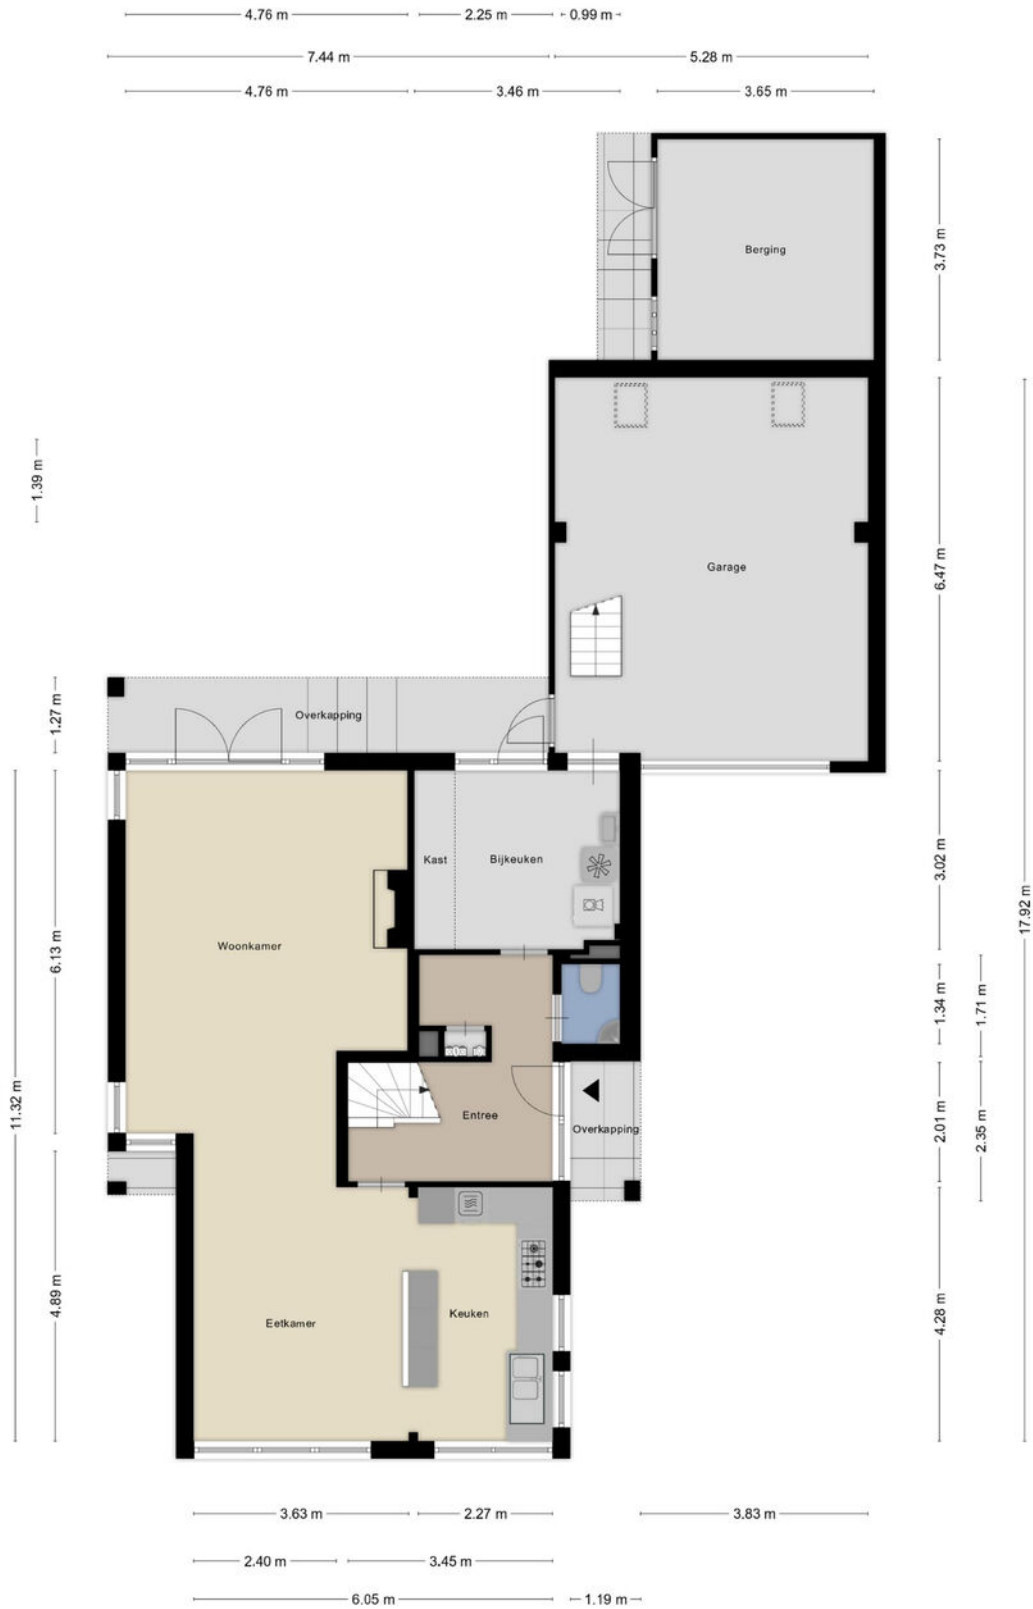 4.76 m 2.25 m 0.99 m
7.44 m 5.28 m
4.76 m 3.46 m 3.65 m
Berging
3.73 m
1.39 m
Garage
6.47 m
1.27 m
Overkapping
Kast
Bijkeuken
3.02 m
17.92 m
Woonkamer
6.13 m
1.34 m
1.71 m
11.32 m
Entree
Overkapping
2.01 m
2.35 m
4.89 m
Eetkamer
Keuken
4.28 m
3.63 m 2.27 m 3.83 m
2.40 m 3.45 m
6.05 m 1.19 m